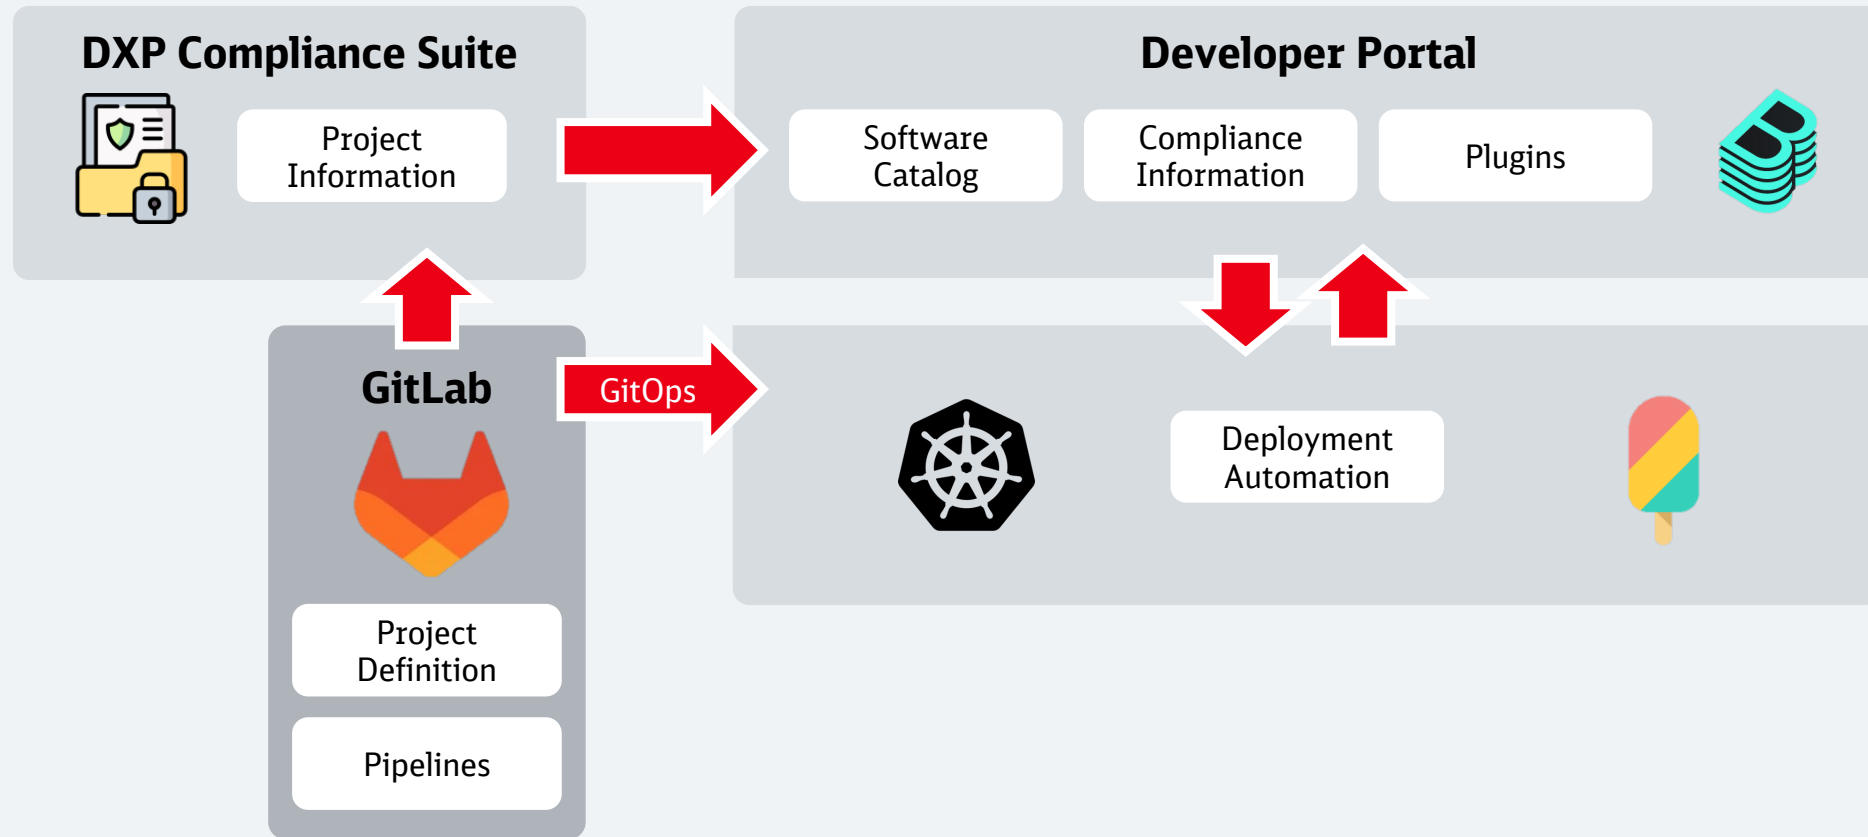 DXP Compliance Suite
Project
Information
Developer Portal
Software
Catalog
Compliance
Information
Plugins
GitLab
GitOps
Project
Definition
Pipelines
Deployment
Automation